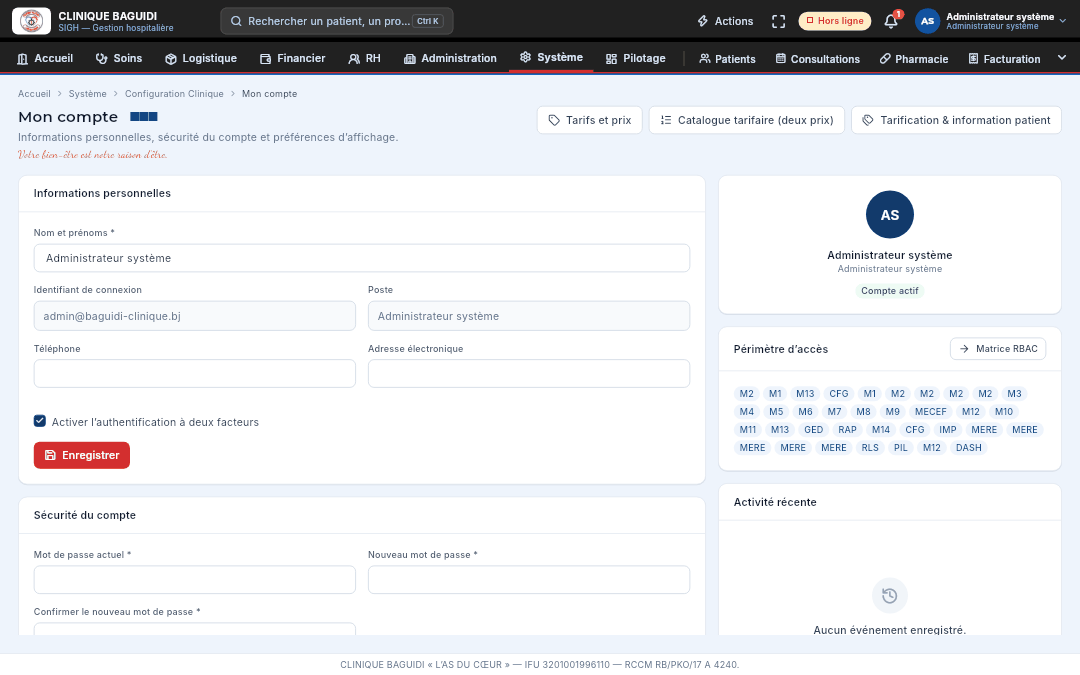 CLINIQUE BAGUIDI
SIGH — Gestion hospitalière
Rechercher un patient, un pro... Ctrl K
Actions
Hors ligne
1
AS
Administrateur système
Administrateur système
Accueil Soins Logistique Financier RH Administration Système Pilotage Patients Consultations Pharmacie Facturation
Accueil > Système > Configuration Clinique > Mon compte
Mon compte
Informations personnelles, sécurité du compte et préférences d'affichage.
Votre bien-être est notre raison d'être.
Tarifs et prix
Catalogue tarifaire (deux prix)
Tarification & information patient
Informations personnelles
Nom et prénoms *
Administrateur système
Identifiant de connexion Poste
admin@baguidi-clinique.bj Administrateur système
Téléphone Adresse électronique
Activer l'authentification à deux facteurs
Enregistrer
Sécurité du compte
Mot de passe actuel * Nouveau mot de passe *
Confirmer le nouveau mot de passe *
AS
Administrateur système
Administrateur système
Compte actif
Périmètre d'accès
Matrice RBAC
M2 M1 M13 CFG M1 M2 M2 M2 M2 M3
M4 M5 M6 M7 M8 M9 MECEF M12 M10
M11 M13 GED RAP M14 CFG IMP MERE MERE
MERE MERE MERE RLS PIL M12 DASH
Activité récente
Aucun événement enregistré.
CLINIQUE BAGUIDI « L'AS DU CŒUR » — IFU 3201001996110 — RCCM RB/PKO/17 A 4240.